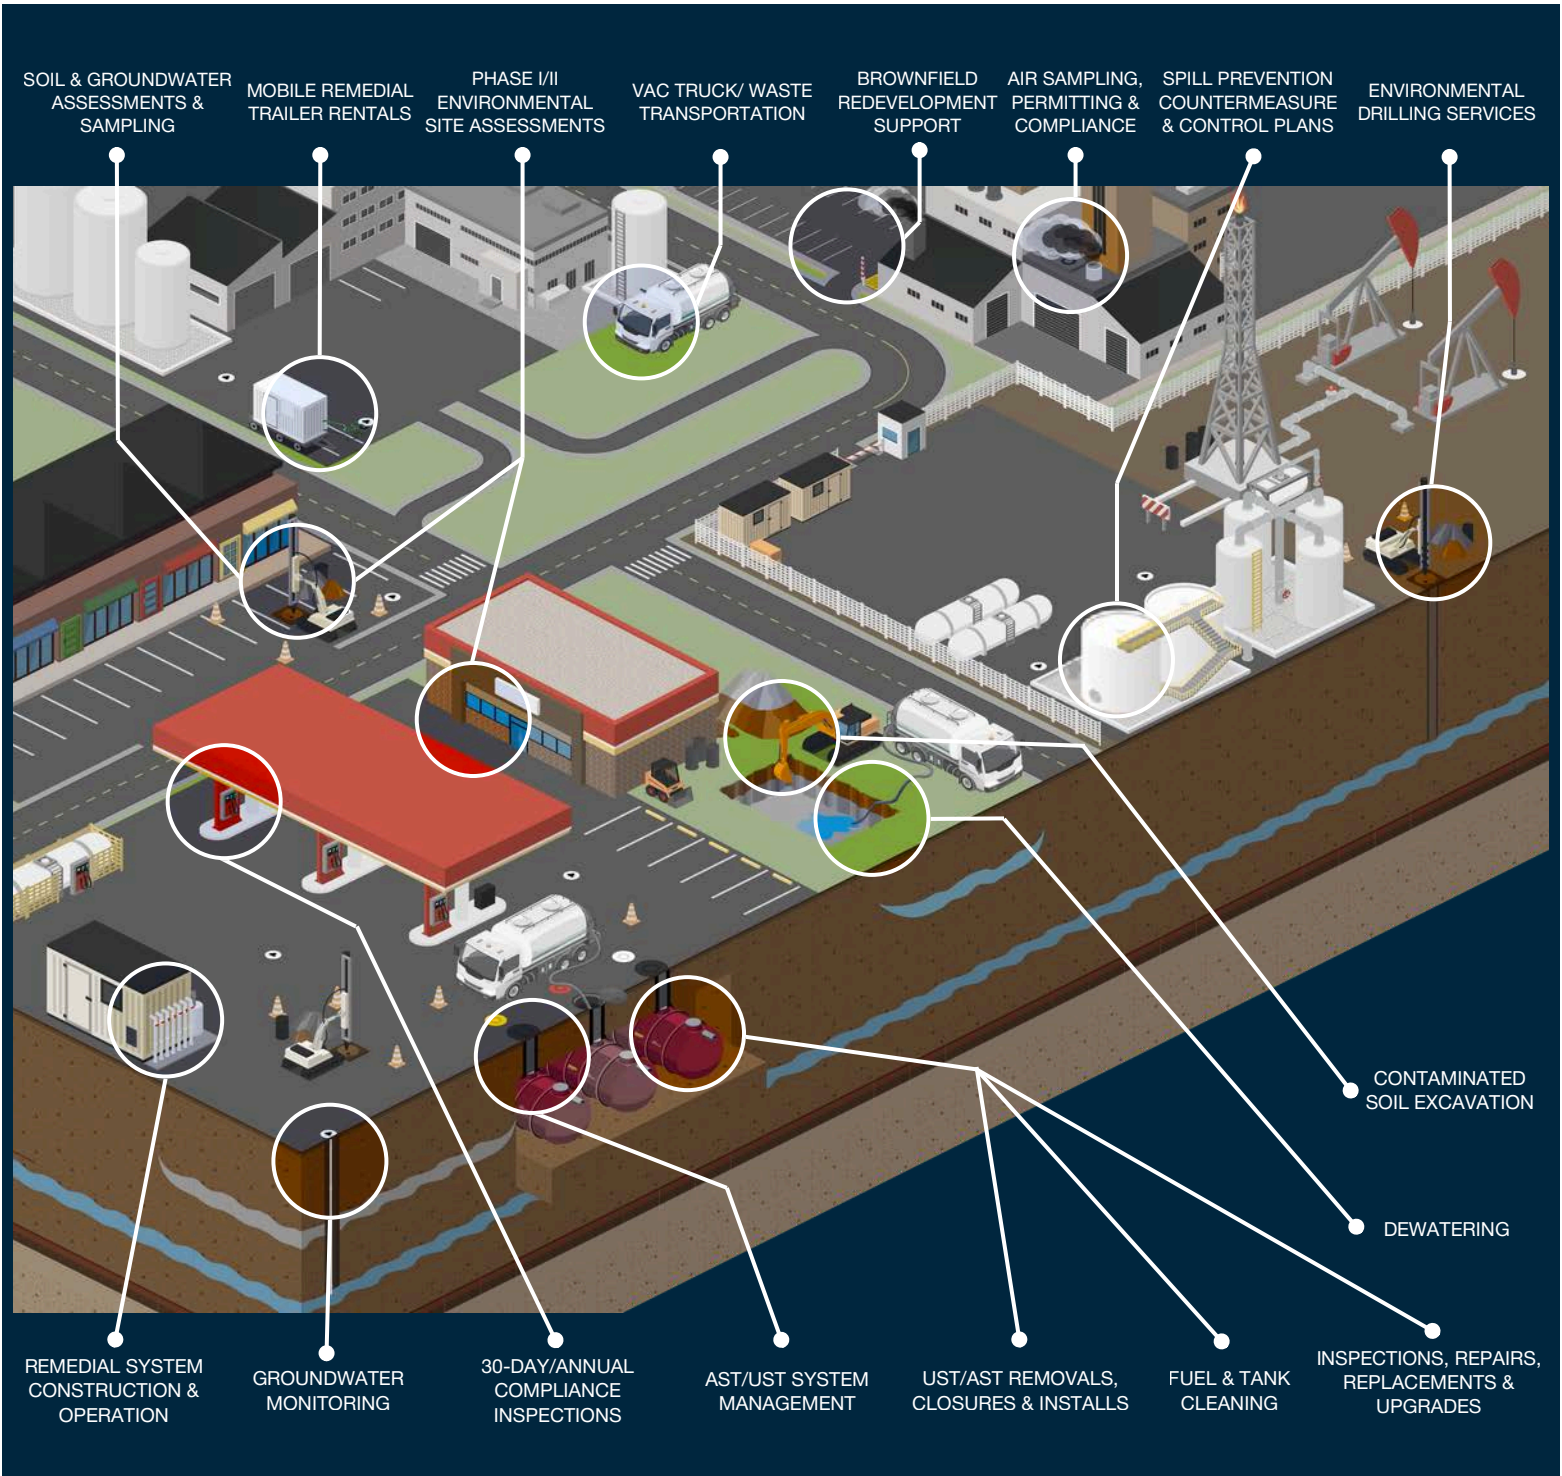 SOIL & GROUNDWATER
ASSESSMENTS &
SAMPLING
MOBILE REMEDIAL
TRAILER RENTALS
PHASE I/II
ENVIRONMENTAL
SITE ASSESSMENTS
VAC TRUCK/ WASTE
TRANSPORTATION
BROWNFIELD
REDEVELOPMENT
SUPPORT
AIR SAMPLING,
PERMITTING &
COMPLIANCE
SPILL PREVENTION
COUNTERMEASURE
& CONTROL PLANS
ENVIRONMENTAL
DRILLING SERVICES
CONTAMINATED
SOIL EXCAVATION
DEWATERING
REMEDIAL SYSTEM
CONSTRUCTION &
OPERATION
GROUNDWATER
MONITORING
30-DAY/ANNUAL
COMPLIANCE
INSPECTIONS
AST/UST SYSTEM
MANAGEMENT
UST/AST REMOVALS,
CLOSURES & INSTALLS
FUEL & TANK
CLEANING
INSPECTIONS, REPAIRS,
REPLACEMENTS &
UPGRADES